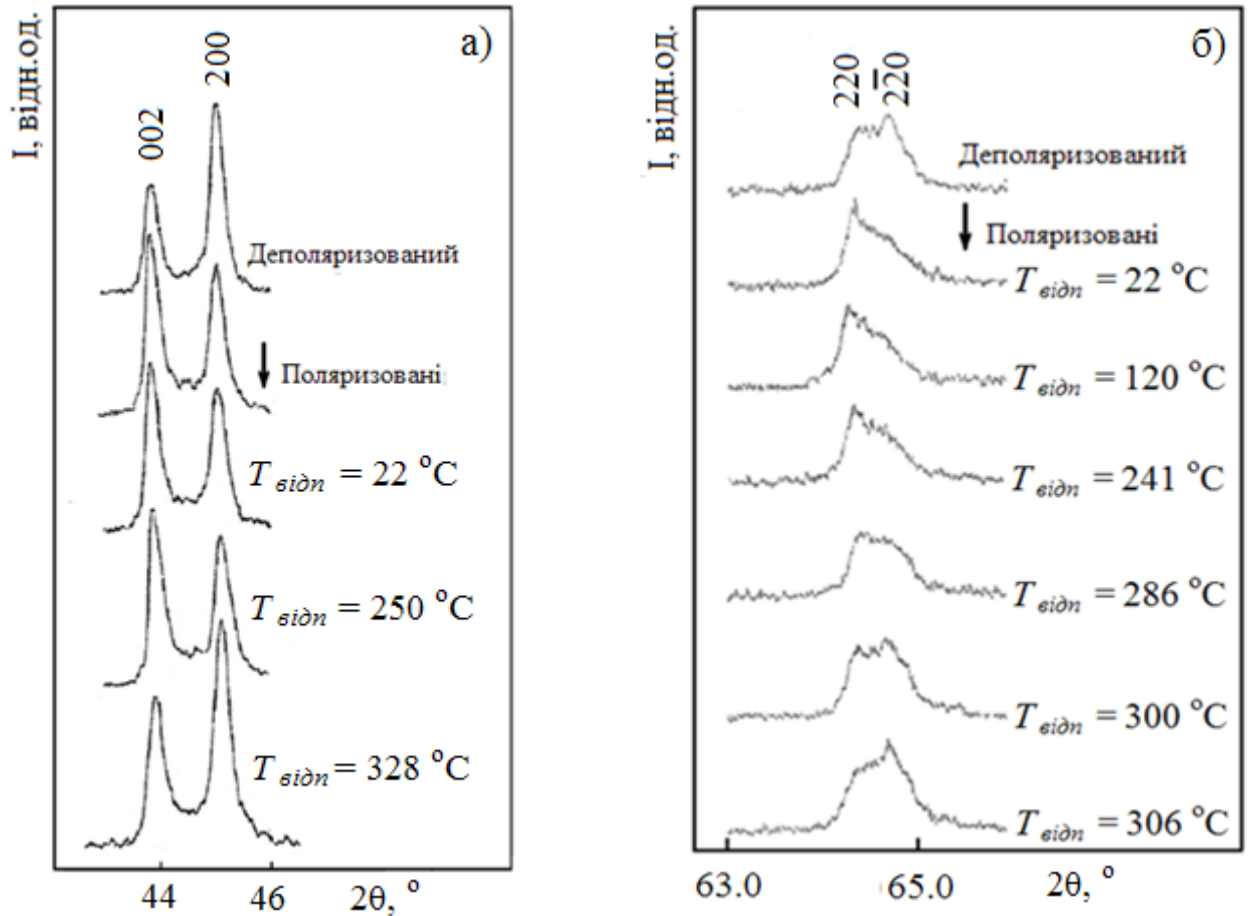 а)
I, відн.од.
002
200
Деполяризований
Поляризовані
T відп = 22 °C
T відп = 250 °C
T відп = 328 °C
44
46
2θ, °
б)
I, відн.од.
220
2̅20
Деполяризований
Поляризовані
T відп = 22 °C
T відп = 120 °C
T відп = 241 °C
T відп = 286 °C
T відп = 300 °C
T відп = 306 °C
63.0
65.0
2θ, °